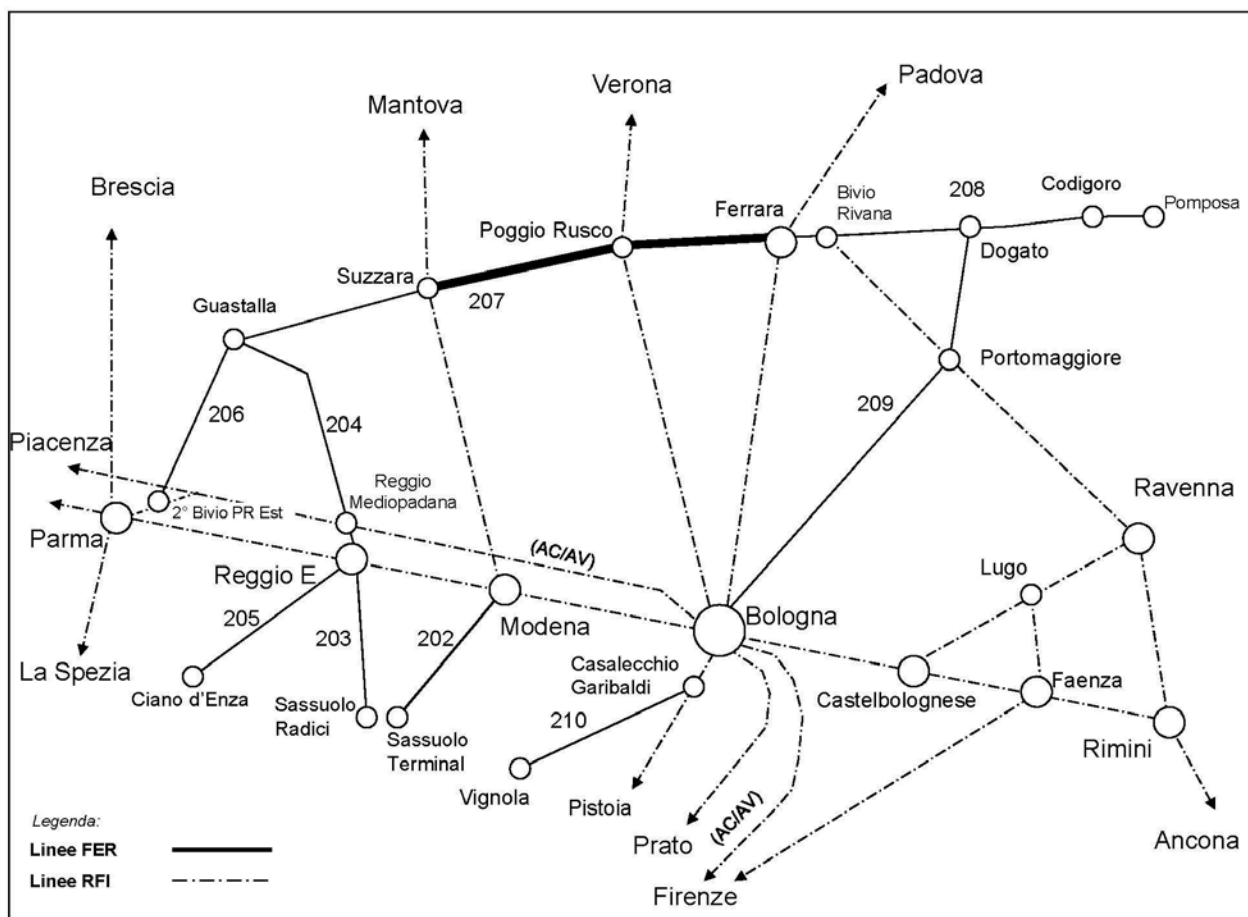 Padova
Verona
Mantova
Brescia
208
Codigoro
Pomposa
Bivio
Rivana
Ferrara
Poggio Rusco
Dogato
Suzzara
207
Guastalla
Portomaggiore
209
206
204
Piacenza
Reggio
Mediopadana
Ravenna
2° Bivio PR Est
Parma
(AC/AV)
Reggio E
Lugo
Bologna
Modena
205
203
202
La Spezia
Ciano d'Enza
Casalecchio
Garibaldi
Castelbolognese
Faenza
Sassuolo
Radici
Sassuolo
Terminal
210
Rimini
Vignola
Pistoia
Prato
(AC/AV)
Firenze
Ancona
Legenda:
Linee FER
Linee RFI